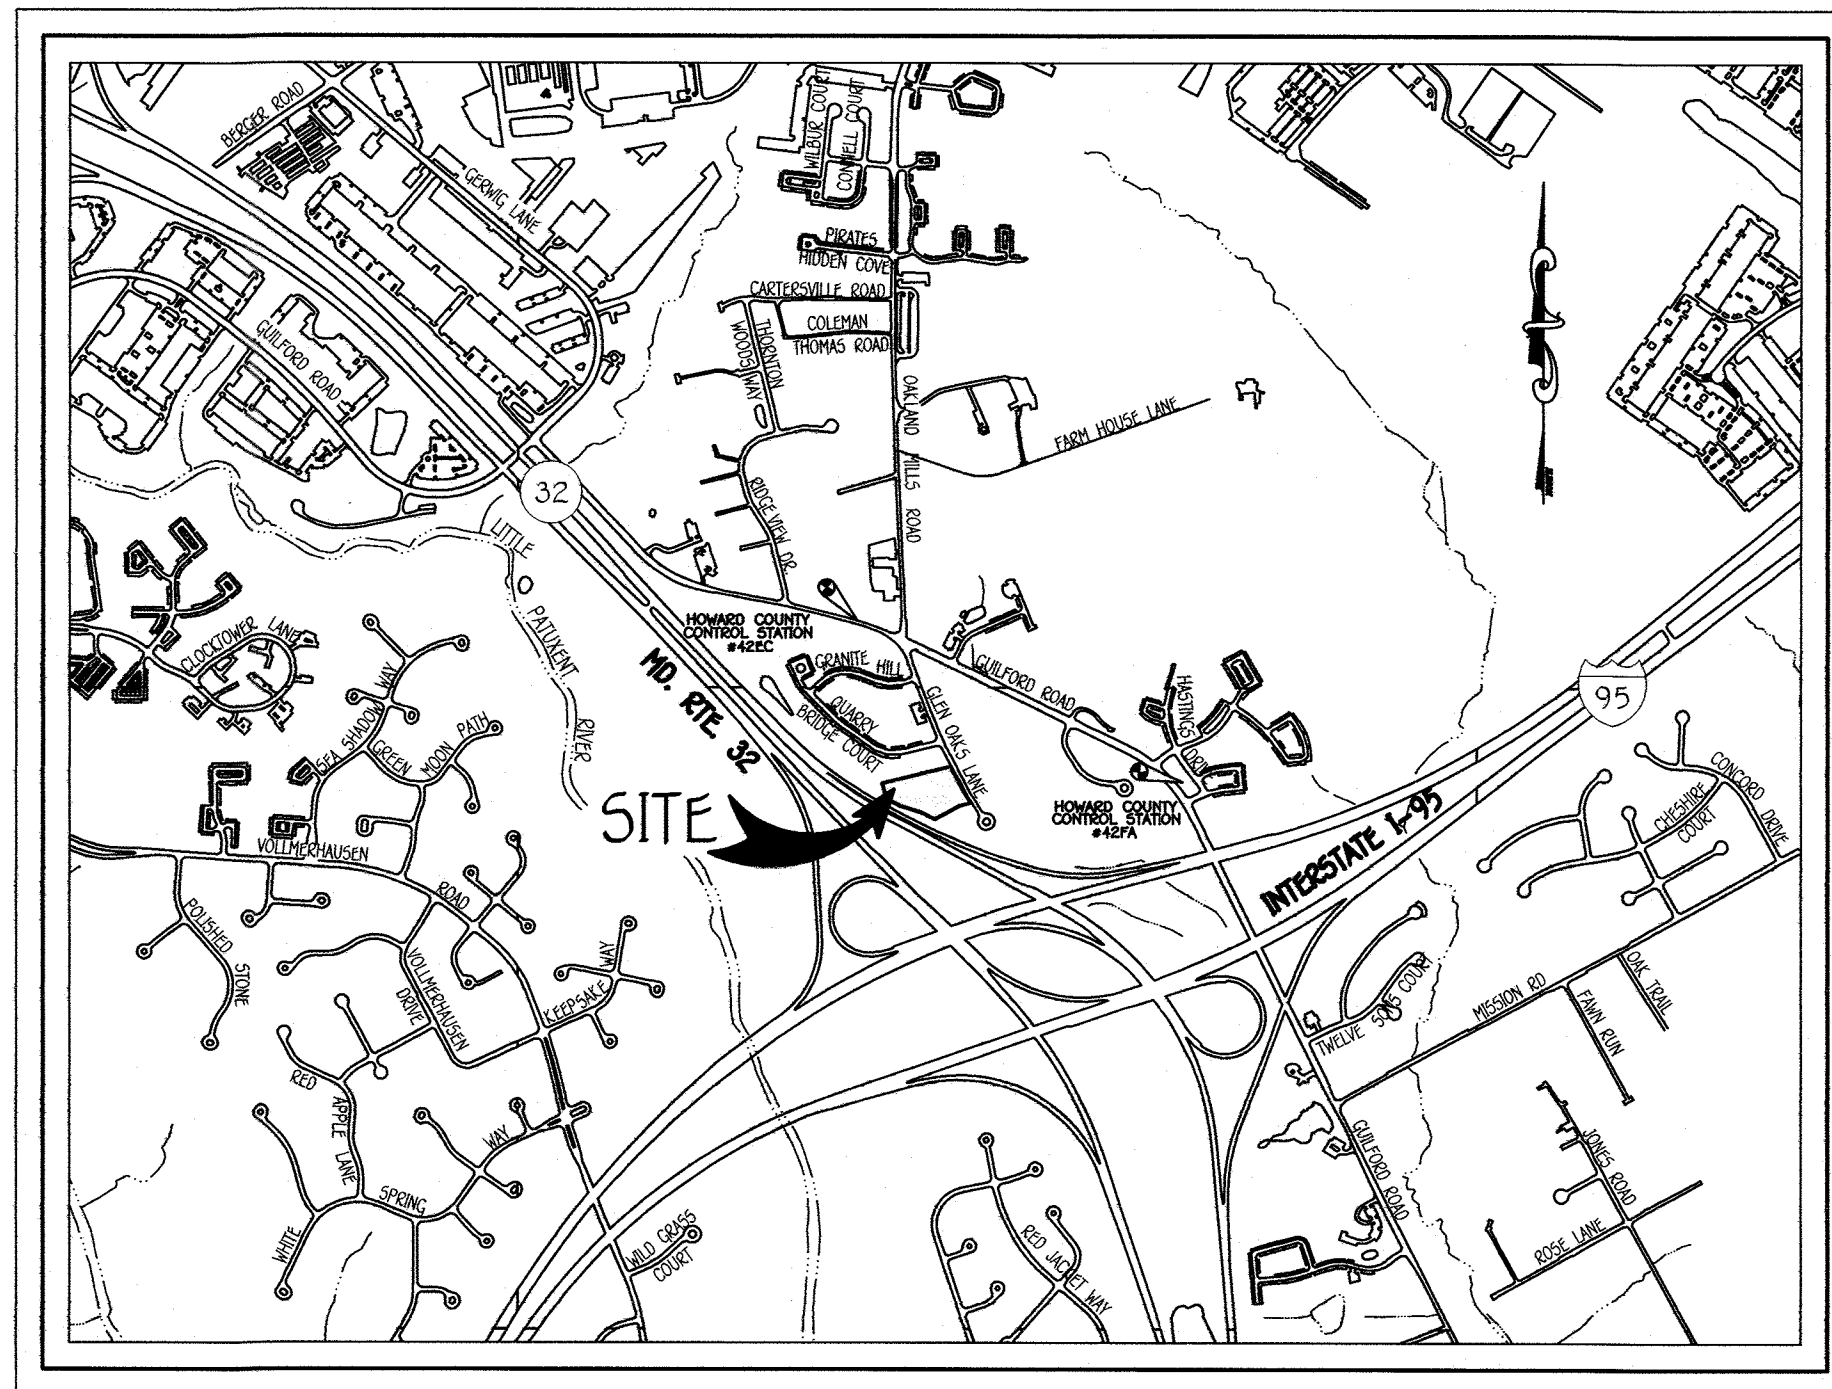 BERGER ROAD
GERWIG LANE
WILBUR COURT
CONNELL COURT
PIRATES
HIDDEN COVE
CARTERSVILLE ROAD
COLEMAN
THOMAS ROAD
THORNTON
WOODS WAY
GUILFORD ROAD
OAKLAND MILLS ROAD
FARM HOUSE LANE
RIDGEVIEW DR.
32
LITTLE
PATUXENT
RIVER
HOWARD COUNTY
CONTROL STATION
#42EC
MD. RTE. 32
CLOCKTOWER LANE
SEA SHADOW WAY
GREEN MOON PATH
GRANITE HILL
QUARRY
BRIDGE COURT
GLEN OAKS LANE
GUILFORD ROAD
HASTINGS DRIVE
95
SITE
HOWARD COUNTY
CONTROL STATION
#42FA
INTERSTATE I-95
CONCORD DRIVE
CHESHIRE
COURT
VOLLMERHAUSEN
ROAD
POLISHED
STONE
VOLLMERHAUSEN
DRIVE
KEEPSAKE WAY
TWELVE SONS COURT
MISSION RD
OAK TRAIL
FAWN RUN
RED
APPLE LANE
SPRING WAY
WHITE
WILD GRASS
COURT
RED JACKET WAY
GUILFORD ROAD
JONES ROAD
ROSE LANE